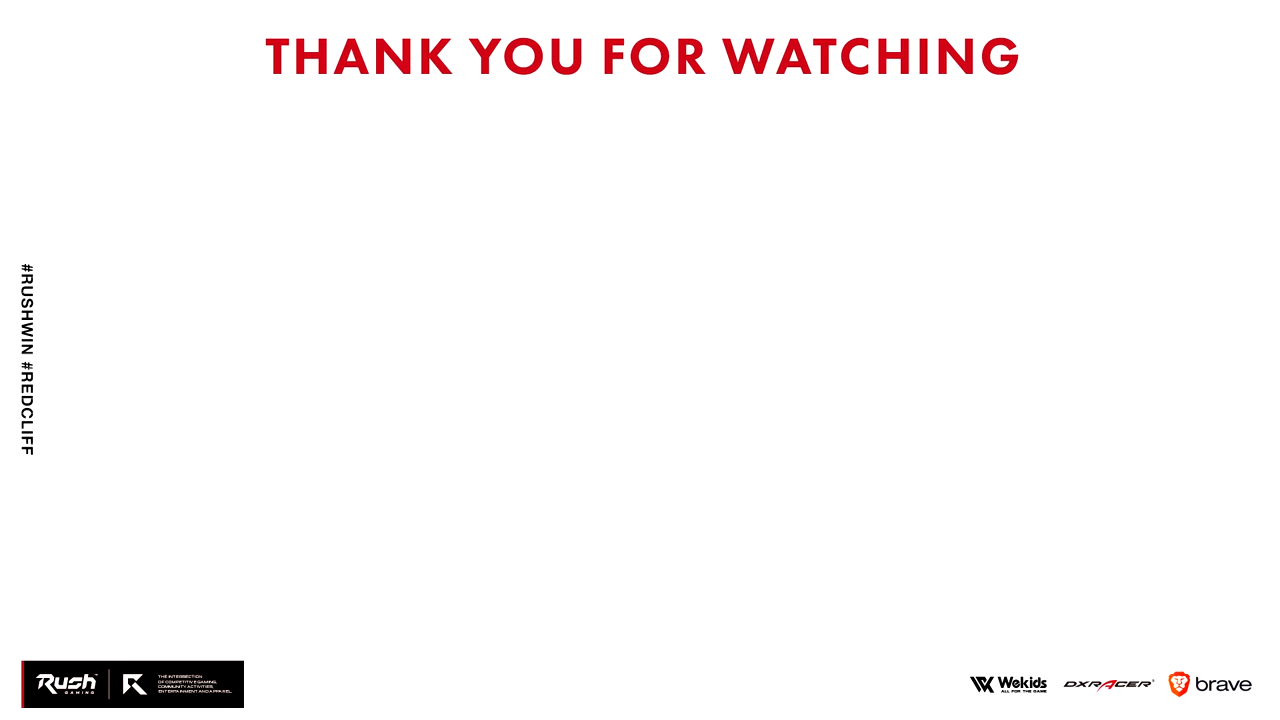 THANK YOU FOR WATCHING
#RUSHWIN #REDCLIFF
Rush
GAMING
THE INTERSECTION
OF COMPETITIVE GAMING,
COMMUNITY ACTIVITIES,
ENTERTAINMENT AND APPAREL.
Wekids
ALL FOR THE GAME
DXRACER
brave